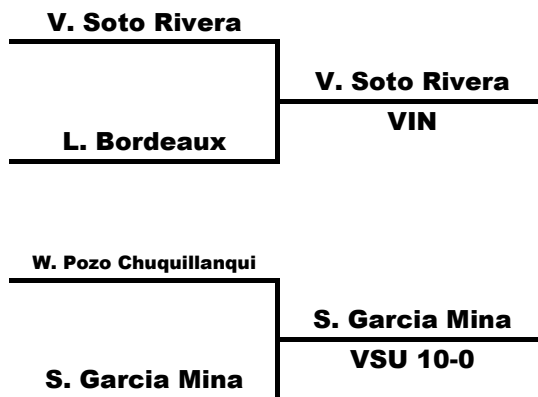 V. Soto Rivera
V. Soto Rivera
VIN
L. Bordeaux
W. Pozo Chuquillanqui
S. Garcia Mina
VSU 10-0
S. Garcia Mina